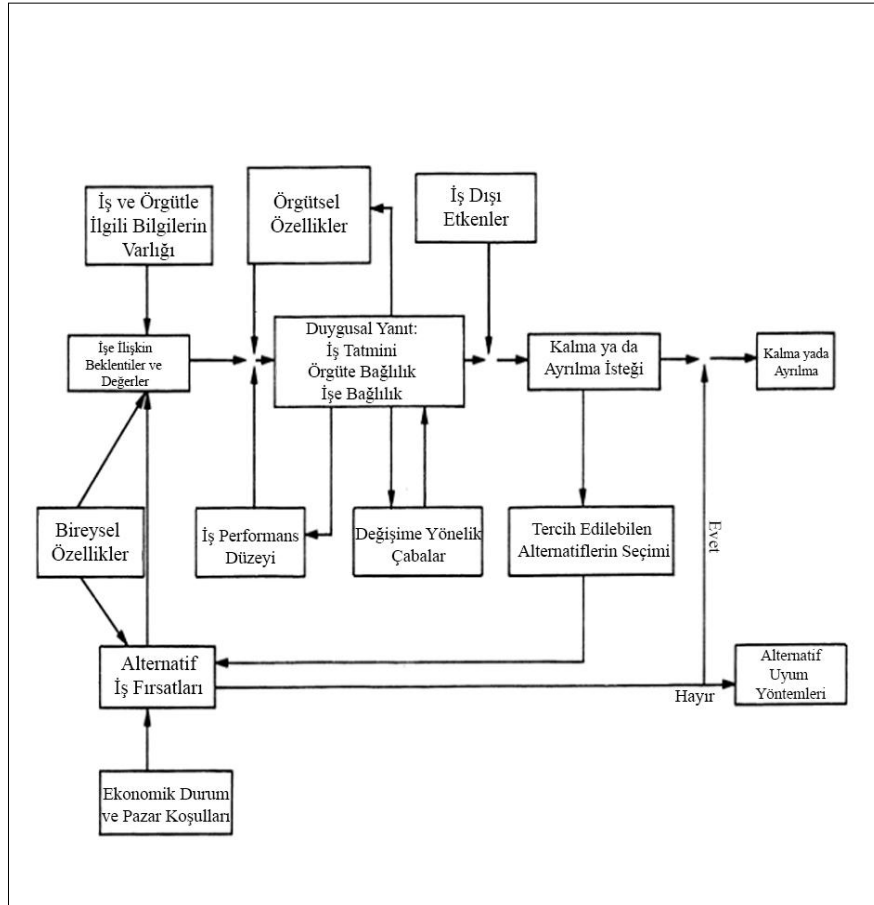 İş ve Örgütle
İlgili Bilgilerin
Varlığı
Örgütsel
Özellikler
İş Dışı
Etkenler
İşe İlişkin
Beklentiler ve
Değerler
Duygusal Yanıt:
İş Tatmini
Örgüte Bağlılık
İşe Bağlılık
Kalma ya da
Ayrılma İsteği
Kalma yada
Ayrılma
Bireysel
Özellikler
İş Performans
Düzeyi
Değişime Yönelik
Çabalar
Tercih Edilebilen
Alternatiflerin Seçimi
Evet
Alternatif
İş Fırsatları
Hayır
Alternatif
Uyum
Yöntemleri
Ekonomik Durum
ve Pazar Koşulları